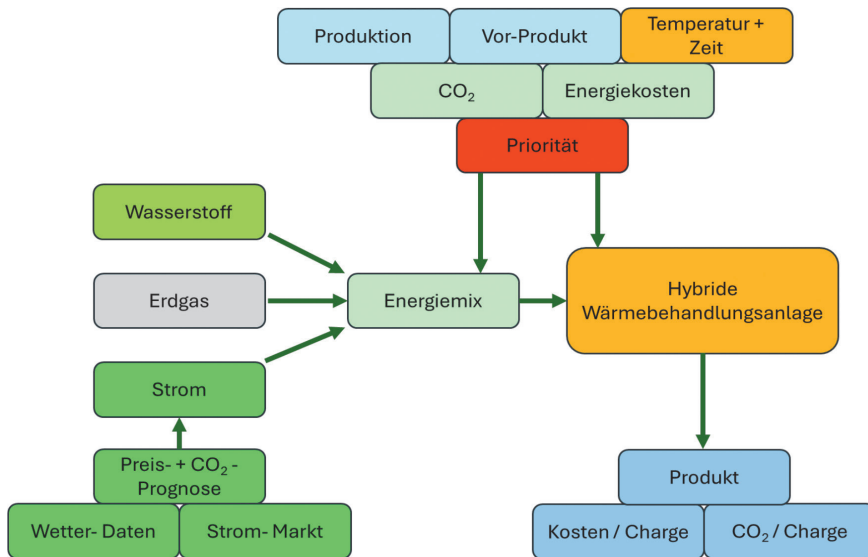 Produktion
Vor-Produkt
Temperatur +
Zeit
CO₂
Energiekosten
Priorität
Wasserstoff
Erdgas
Energiemix
Hybride
Wärmebehandlungsanlage
Strom
Preis- + CO₂ -
Prognose
Wetter- Daten
Strom- Markt
Produkt
Kosten / Charge
CO₂ / Charge